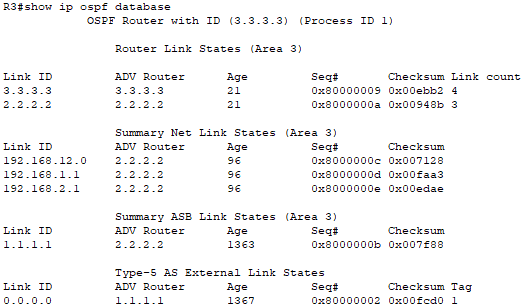 R3#show ip ospf database
OSPF Router with ID (3.3.3.3) (Process ID 1)
Router Link States (Area 3)
Link ID ADV Router Age Seq# Checksum Link count
3.3.3.3 3.3.3.3 21 0x80000009 0x00ebb2 4
2.2.2.2 2.2.2.2 21 0x8000000a 0x00948b 3
Summary Net Link States (Area 3)
Link ID ADV Router Age Seq# Checksum
192.168.12.0 2.2.2.2 96 0x8000000c 0x007128
192.168.1.1 2.2.2.2 96 0x8000000d 0x00faa3
192.168.2.1 2.2.2.2 96 0x8000000e 0x00edae
Summary ASB Link States (Area 3)
Link ID ADV Router Age Seq# Checksum
1.1.1.1 2.2.2.2 1363 0x8000000b 0x007f88
Type-5 AS External Link States
Link ID ADV Router Age Seq# Checksum Tag
0.0.0.0 1.1.1.1 1367 0x80000002 0x00fcd0 1